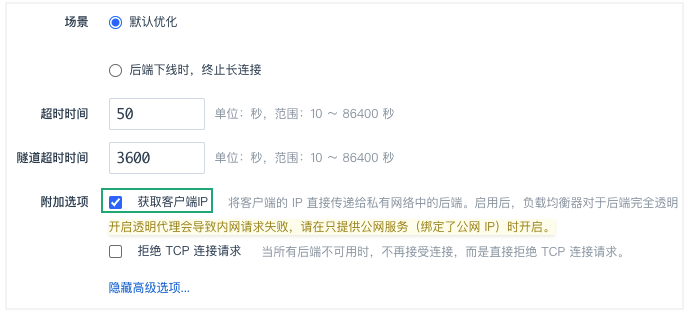 场景 默认优化
后端下线时，终止长连接
超时时间 50 单位：秒，范围：10 ～ 86400 秒
隧道超时时间 3600 单位：秒，范围：10 ～ 86400 秒
附加选项 获取客户端IP 将客户端的 IP 直接传递给私有网络中的后端。启用后，负载均衡器对于后端完全透明
开启透明代理会导致内网请求失败，请在只提供公网服务（绑定了公网 IP）时开启。
拒绝 TCP 连接请求 当所有后端不可用时，不再接受连接，而是直接拒绝 TCP 连接请求。
隐藏高级选项...